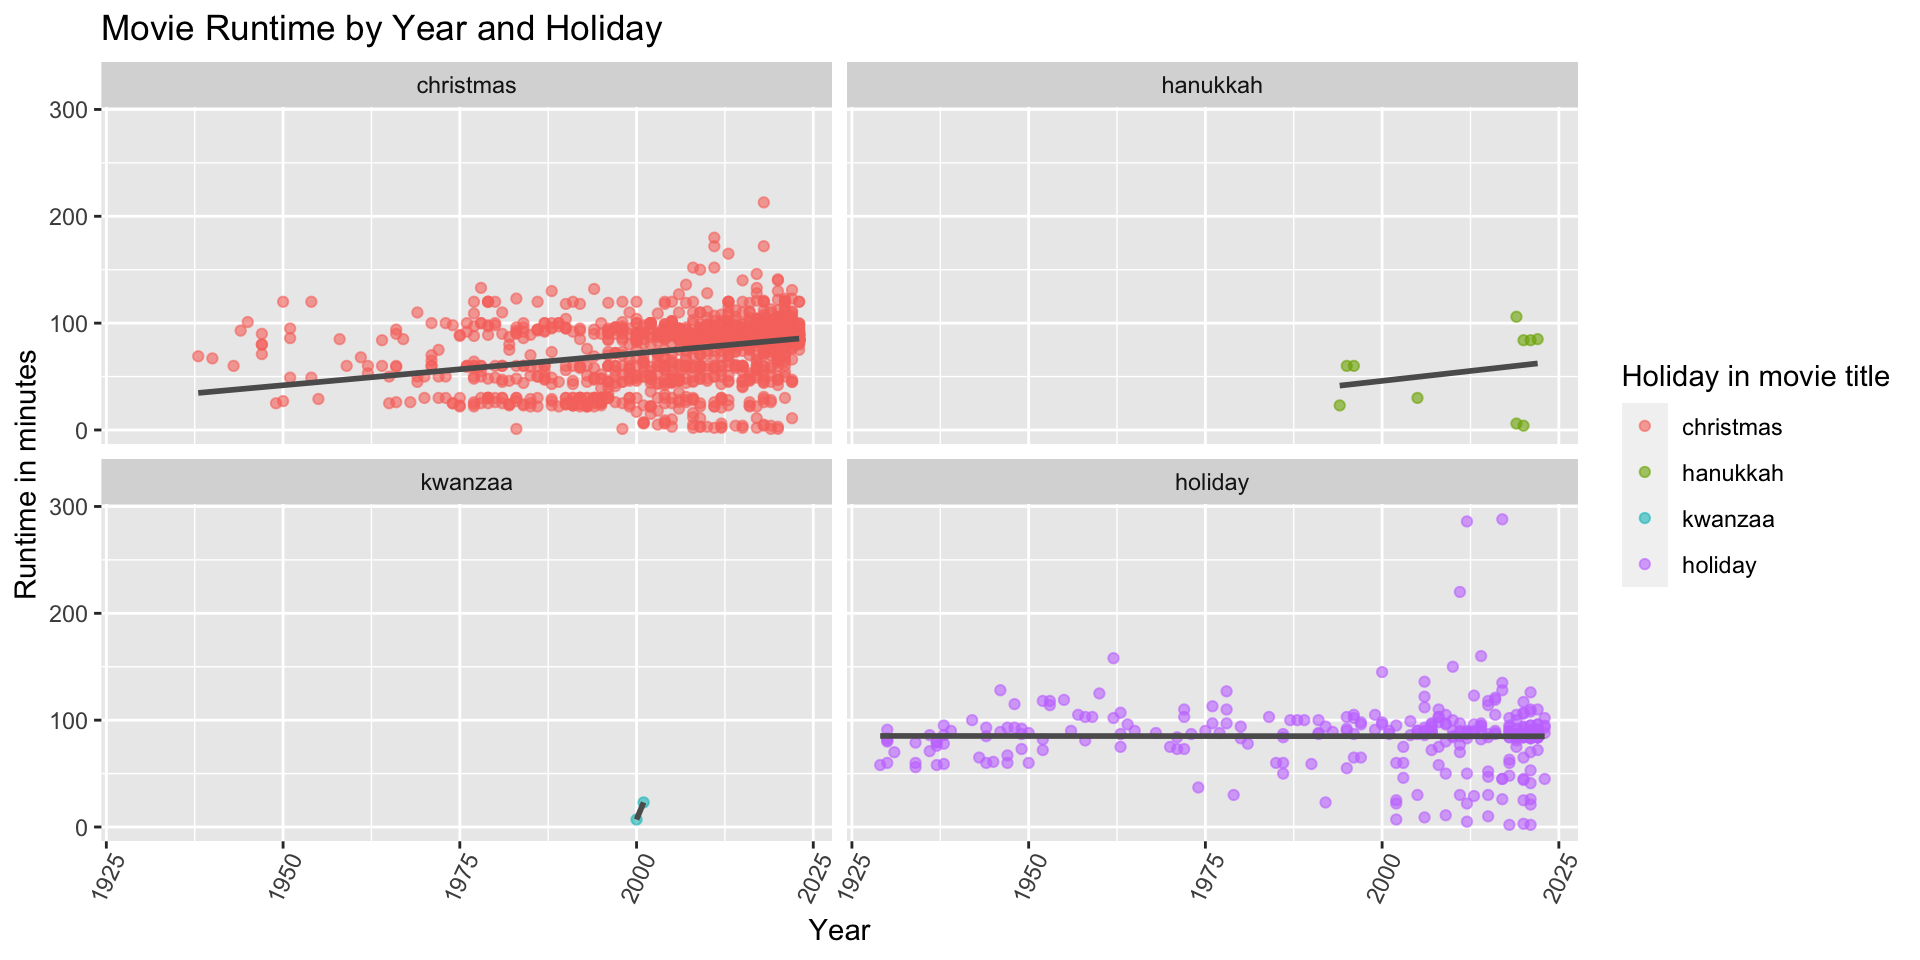 Movie Runtime by Year and Holiday
christmas
hanukkah
300
200
100
0
kwanzaa
holiday
300
200
100
0
Runtime in minutes
1925
1950
1975
2000
2025
1925
1950
1975
2000
2025
Year
Holiday in movie title
christmas
hanukkah
kwanzaa
holiday